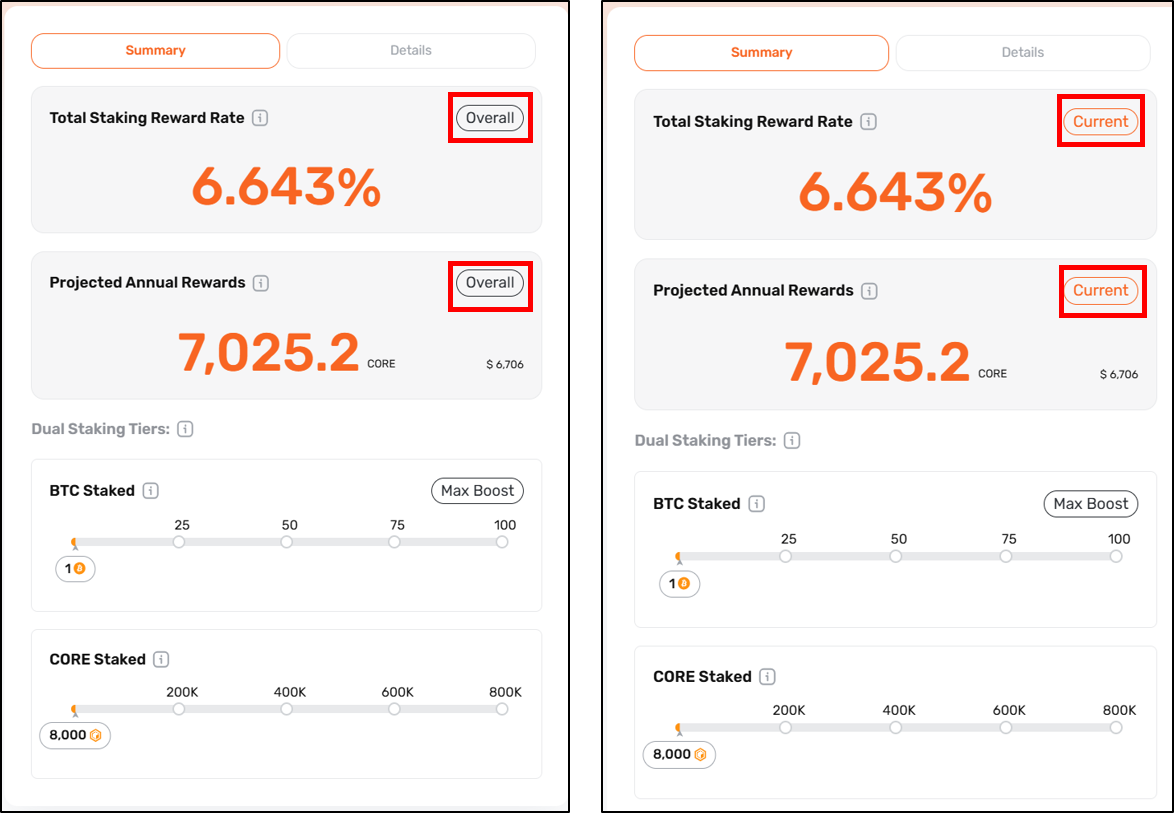 Summary
Details
Total Staking Reward Rate i
Overall
6.643%
Projected Annual Rewards i
Overall
7,025.2 CORE
$ 6,706
Dual Staking Tiers: i
BTC Staked i
Max Boost
25 50 75 100
1
CORE Staked i
200K 400K 600K 800K
8,000
Summary
Details
Total Staking Reward Rate i
Current
6.643%
Projected Annual Rewards i
Current
7,025.2 CORE
$ 6,706
Dual Staking Tiers: i
BTC Staked i
Max Boost
25 50 75 100
1
CORE Staked i
200K 400K 600K 800K
8,000